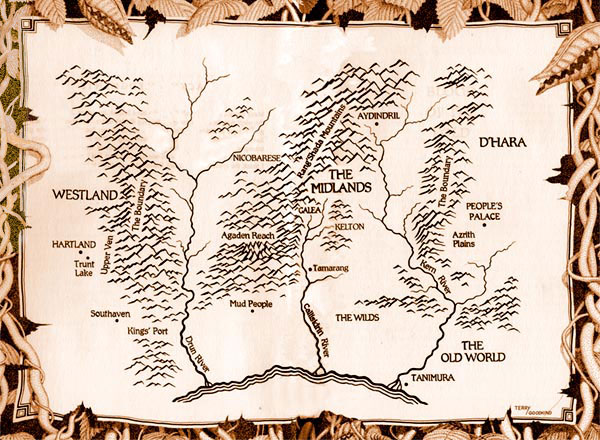 AYDINDRIL
D'HARA
Rang'Shada Mountains
NICOBARESE
THE
MIDLANDS
The Boundary
WESTLAND
The Boundary
GALEA
PEOPLE'S
PALACE
KELTON
Agaden Reach
Azrith
Plains
HARTLAND
Trunt
Lake
Upper Ven
Kern River
Tamarang
Mud People
Callisidrin River
THE WILDS
Southaven
Kings' Port
Drun River
THE
OLD WORLD
TANIMURA
TERRY
GOODKIND